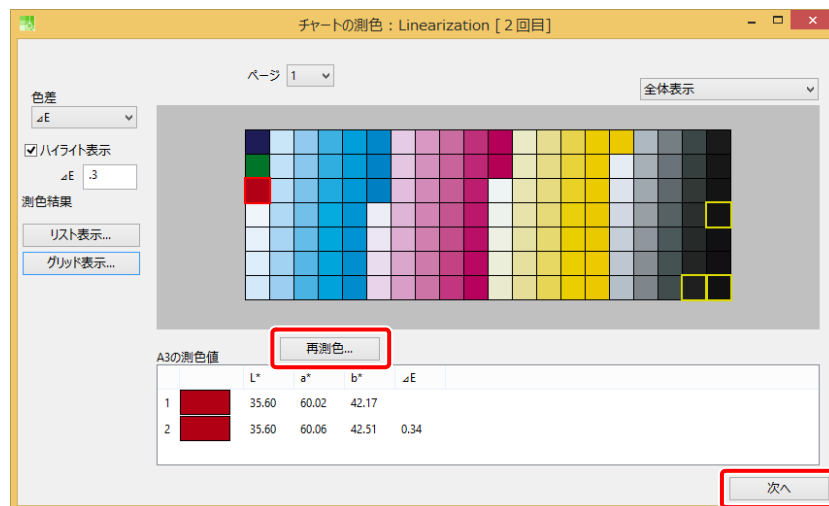 チャートの測色 : Linearization [ 2 回目]
ページ 1
全体表示
色差
⊿E
ハイライト表示
⊿E .3
測色結果
リスト表示...
グリッド表示...
再測色...
A3の測色値
L* a* b* ⊿E
1 35.60 60.02 42.17
2 35.60 60.06 42.51 0.34
次へ